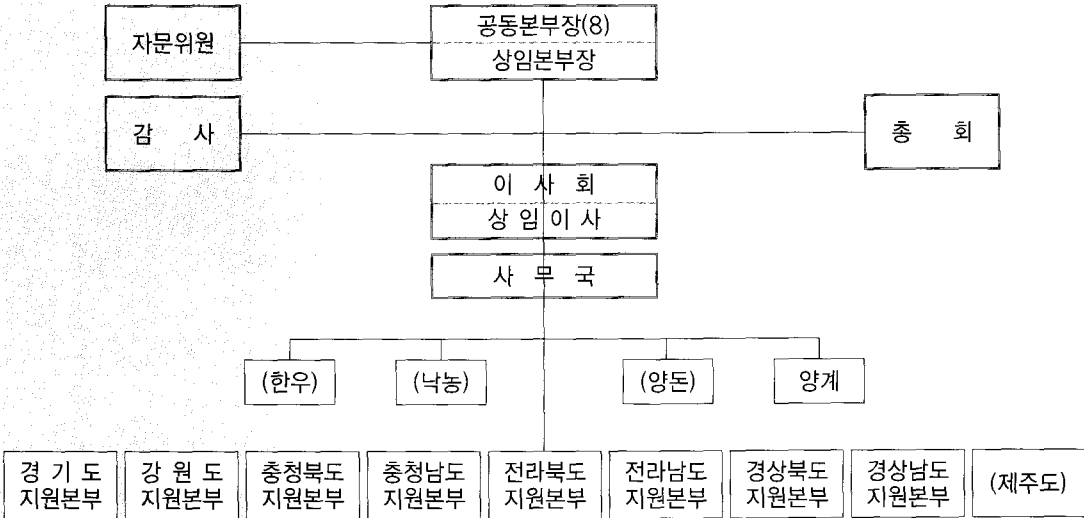 자문위원
공동본부장(8)
상임본부장
감 사
총 회
이 사 회
상 임 이 사
사 무 국
(한우)
(낙농)
(양돈)
양계
경 기 도
지원본부
강 원 도
지원본부
충청북도
지원본부
충청남도
지원본부
전라북도
지원본부
전라남도
지원본부
경상북도
지원본부
경상남도
지원본부
(제주도)